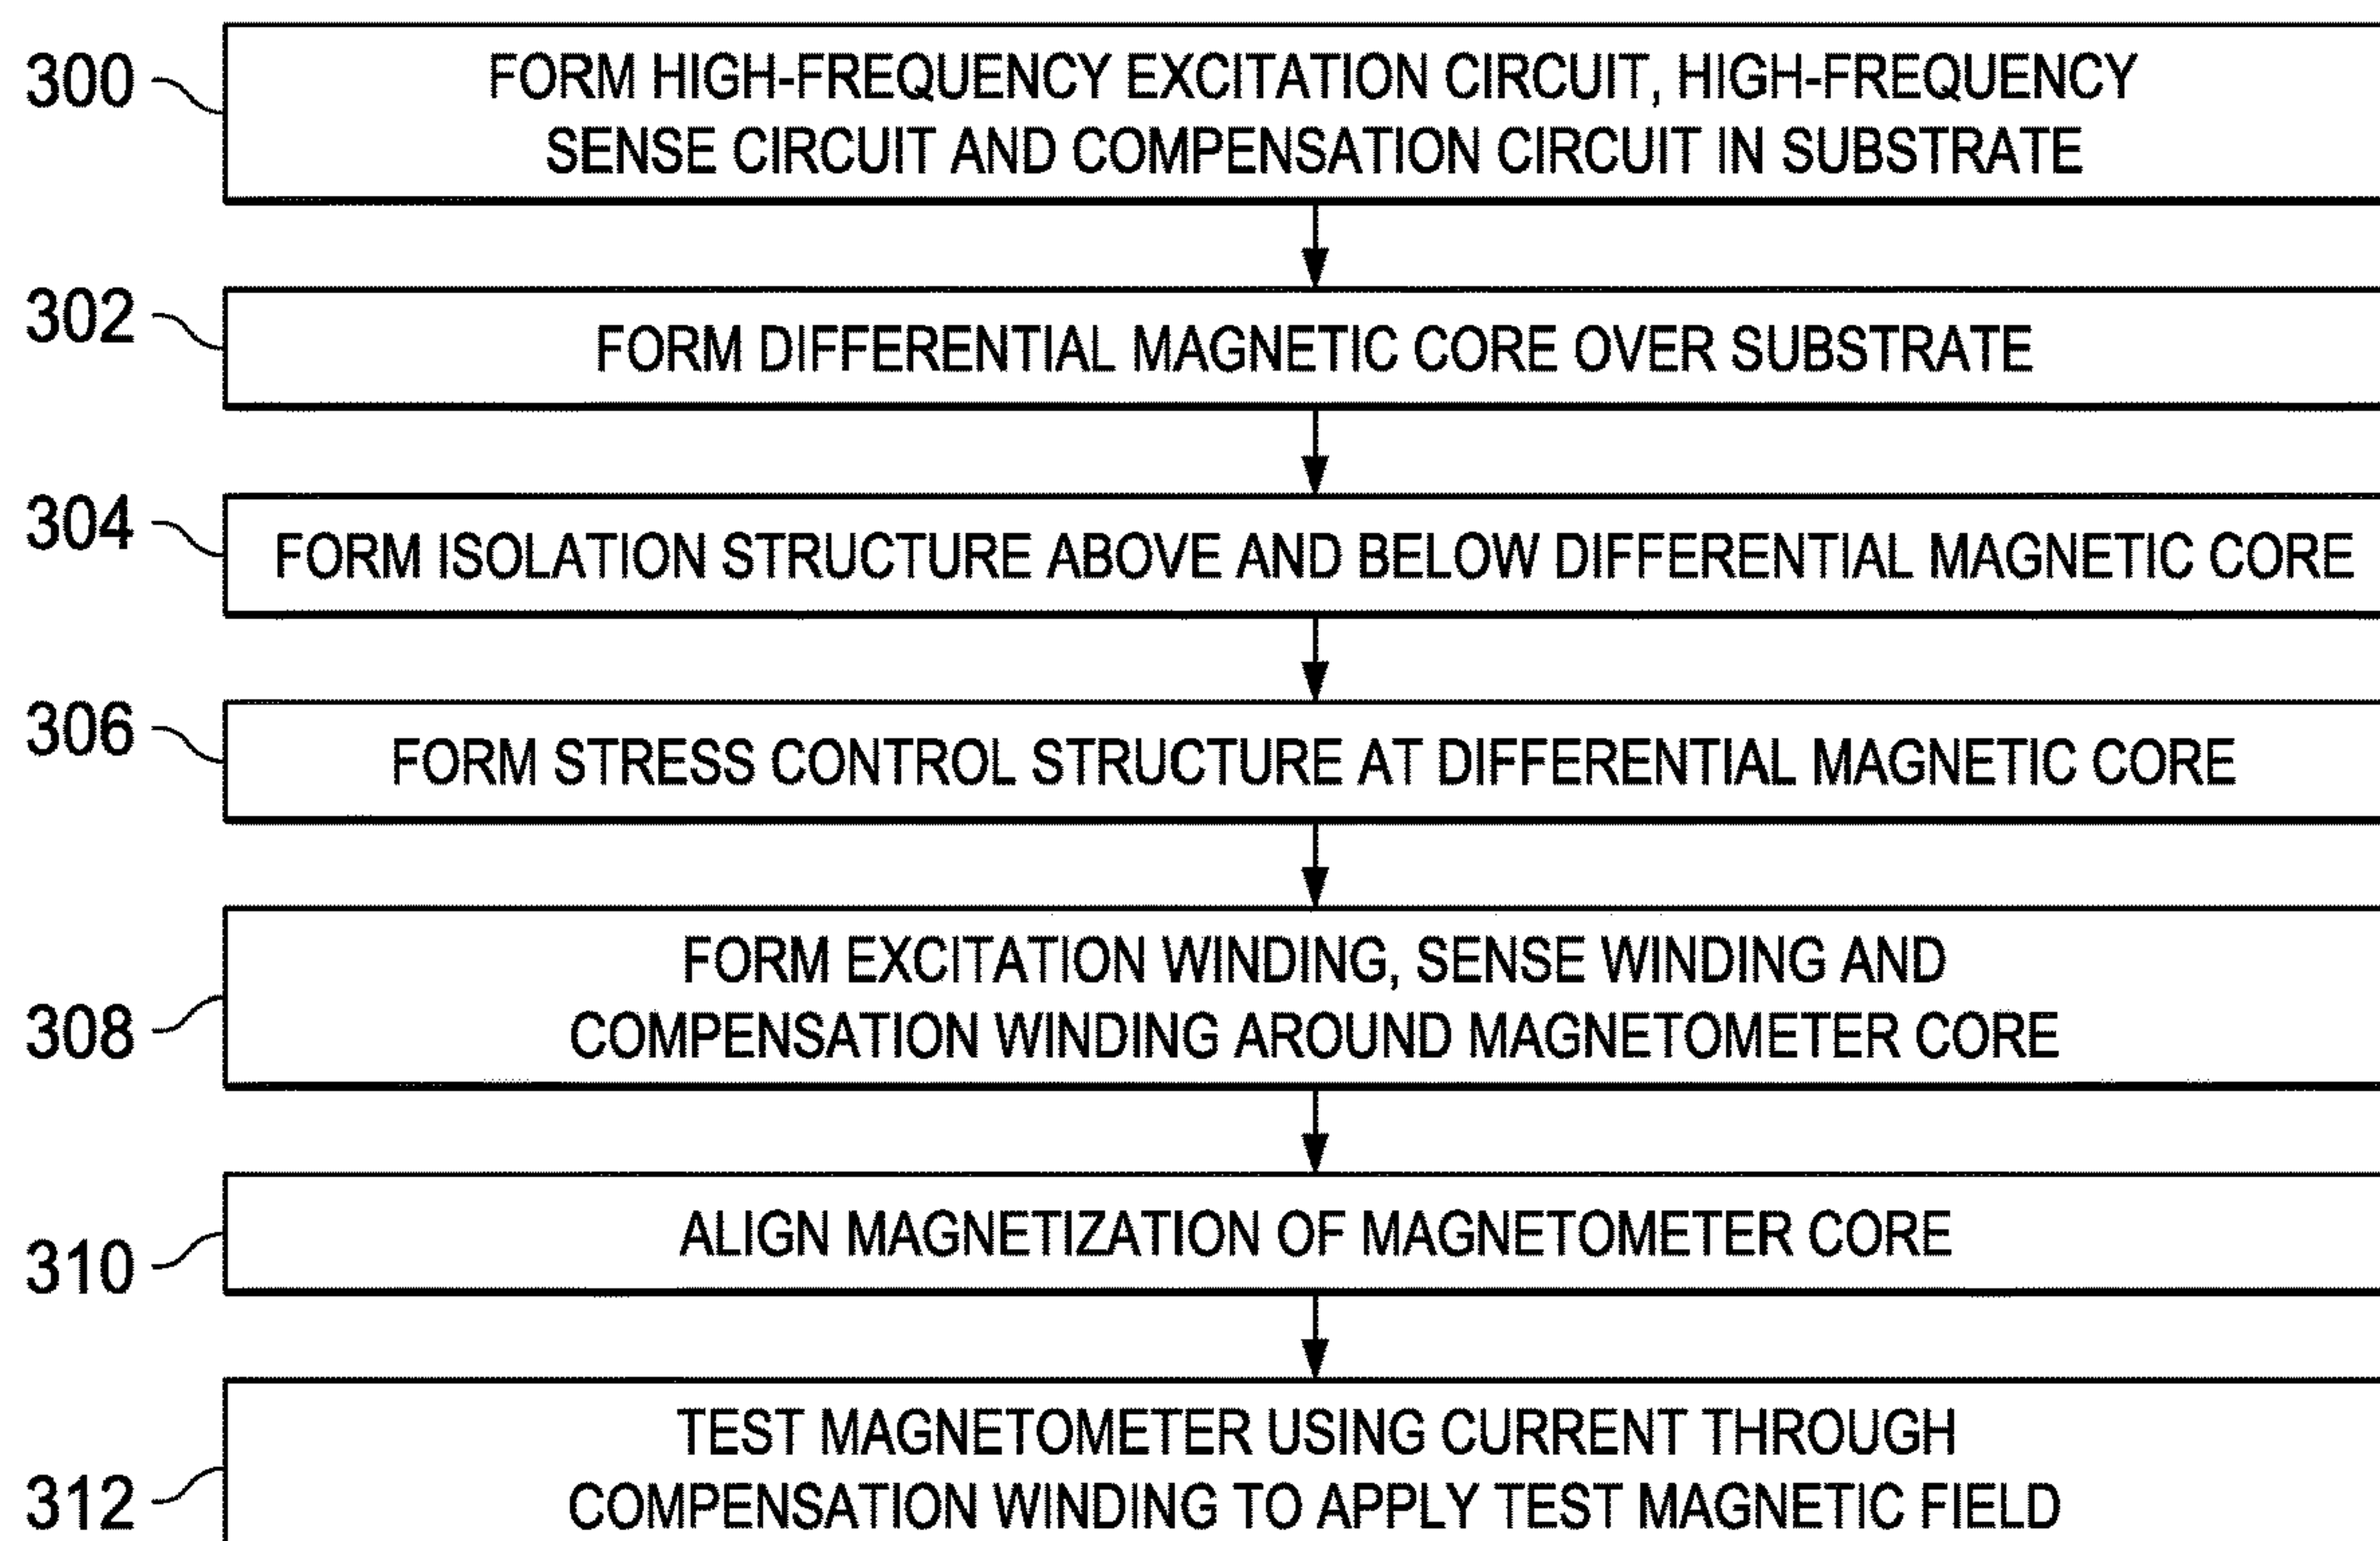 300
FORM HIGH-FREQUENCY EXCITATION CIRCUIT, HIGH-FREQUENCY
SENSE CIRCUIT AND COMPENSATION CIRCUIT IN SUBSTRATE
302
FORM DIFFERENTIAL MAGNETIC CORE OVER SUBSTRATE
304
FORM ISOLATION STRUCTURE ABOVE AND BELOW DIFFERENTIAL MAGNETIC CORE
306
FORM STRESS CONTROL STRUCTURE AT DIFFERENTIAL MAGNETIC CORE
308
FORM EXCITATION WINDING, SENSE WINDING AND
COMPENSATION WINDING AROUND MAGNETOMETER CORE
310
ALIGN MAGNETIZATION OF MAGNETOMETER CORE
312
TEST MAGNETOMETER USING CURRENT THROUGH
COMPENSATION WINDING TO APPLY TEST MAGNETIC FIELD